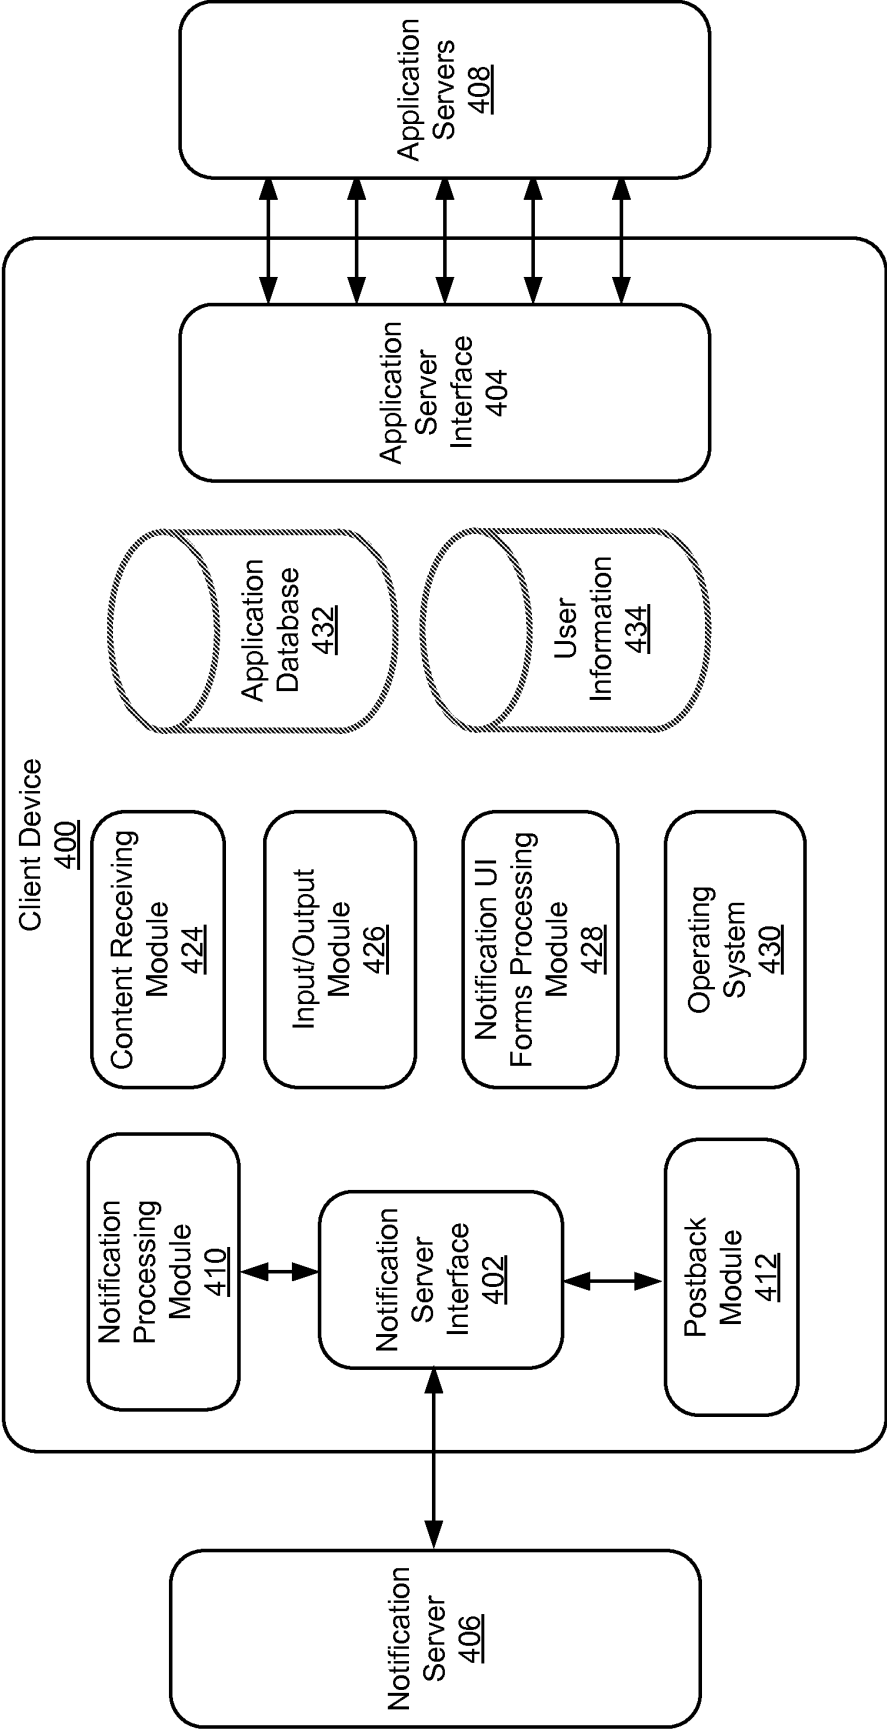 Client Device
400
Notification
Server
406
Notification
Processing
Module
410
Notification
Server
Interface
402
Postback
Module
412
Content Receiving
Module
424
Input/Output
Module
426
Notification UI
Forms Processing
Module
428
Operating
System
430
Application
Database
432
User
Information
434
Application
Server
Interface
404
Application
Servers
408